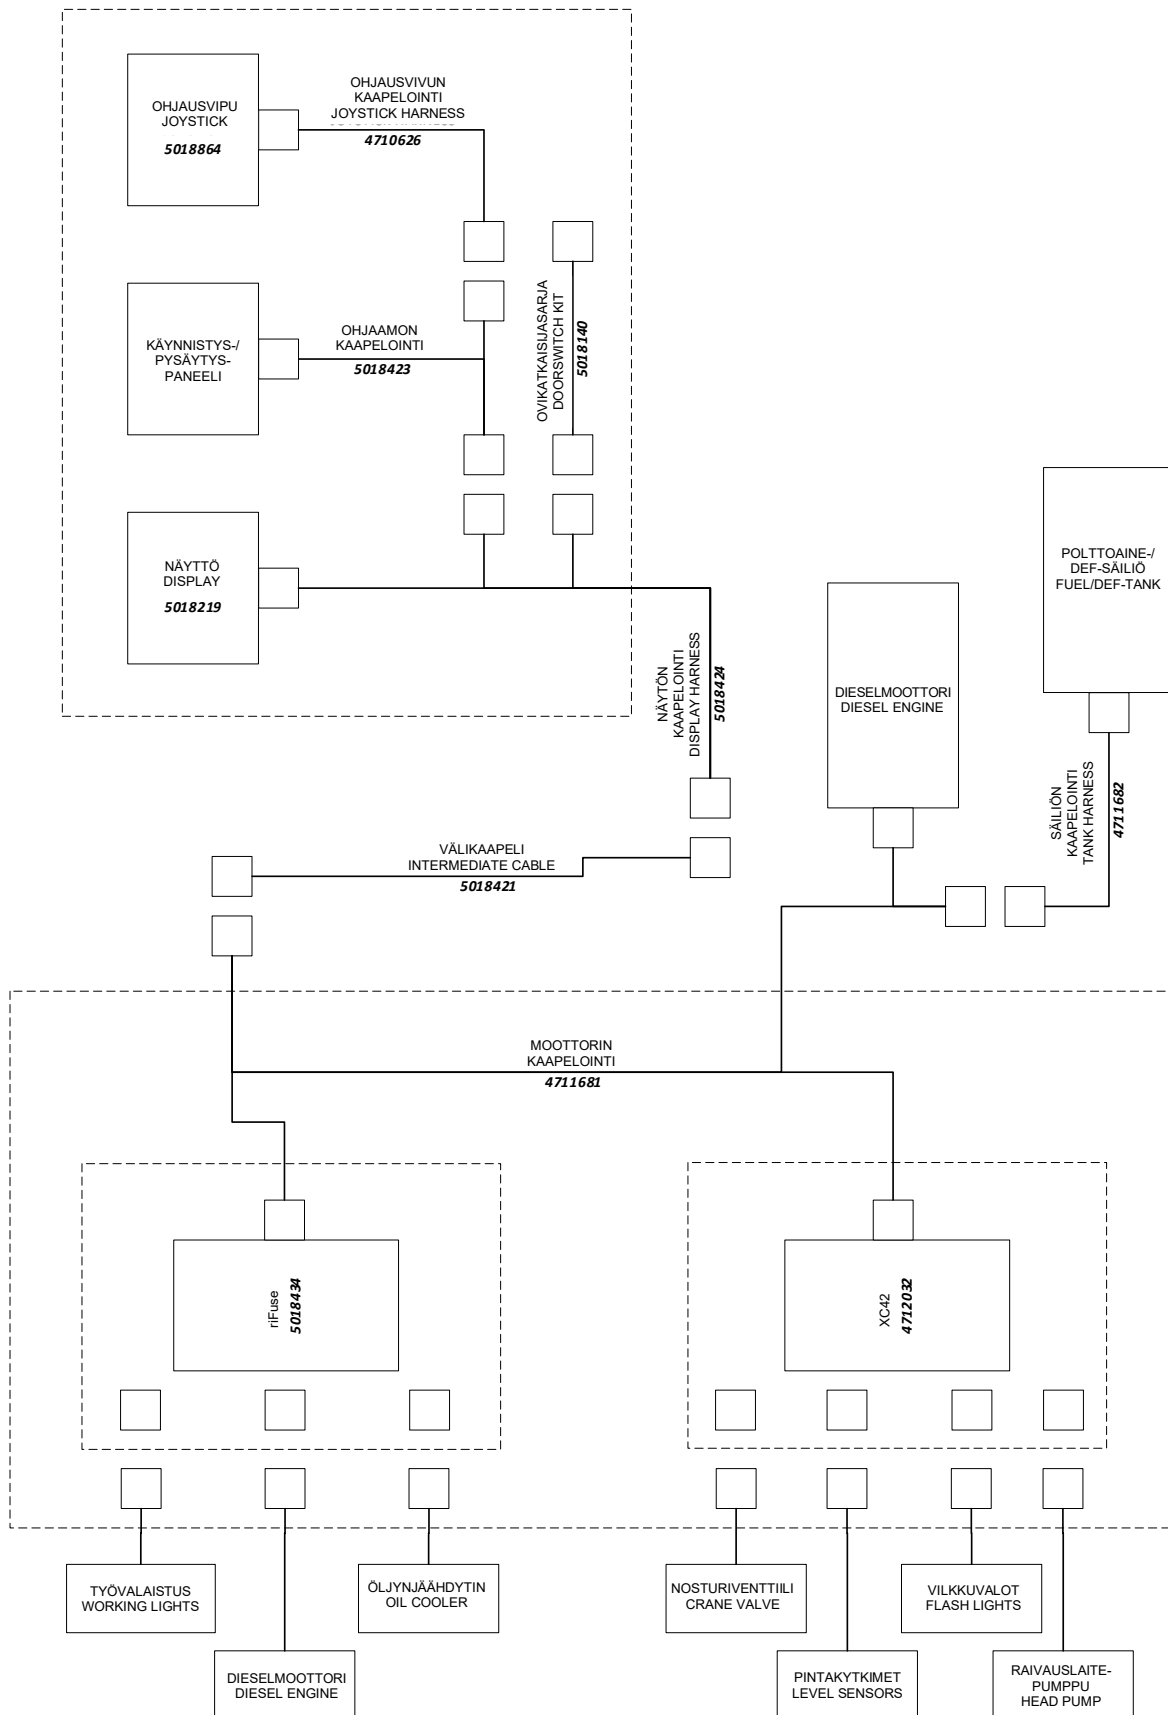 OHJAUSVIPU
JOYSTICK
5018864
OHJAUSVIVUN
KAAPELOINTI
JOYSTICK HARNESS
4710626
KÄYNNISTYS-/
PYSÄYTYS-
PANEELI
OHJAAMON
KAAPELOINTI
5018423
OVIKATKAISIJASARJA
DOORSWITCH KIT
5018140
NÄYTTÖ
DISPLAY
5018219
NÄYTÖN
KAAPELOINTI
DISPLAY HARNESS
5018424
DIESELMOOTTORI
DIESEL ENGINE
POLTTOAINE-/
DEF-SÄILIÖ
FUEL/DEF-TANK
SÄILIÖN
KAAPELOINTI
TANK HARNESS
4711682
VÄLIKAAPELI
INTERMEDIATE CABLE
5018421
MOOTTORIN
KAAPELOINTI
4711681
riFuse
5018434
XC42
4712032
TYÖVALAISTUS
WORKING LIGHTS
DIESELMOOTTORI
DIESEL ENGINE
ÖLJYNJÄÄHDYTIN
OIL COOLER
NOSTURIVENTTIILI
CRANE VALVE
PINTAKYTKIMET
LEVEL SENSORS
VILKKUVALOT
FLASH LIGHTS
RAIVAUSLAITE-
PUMPPU
HEAD PUMP